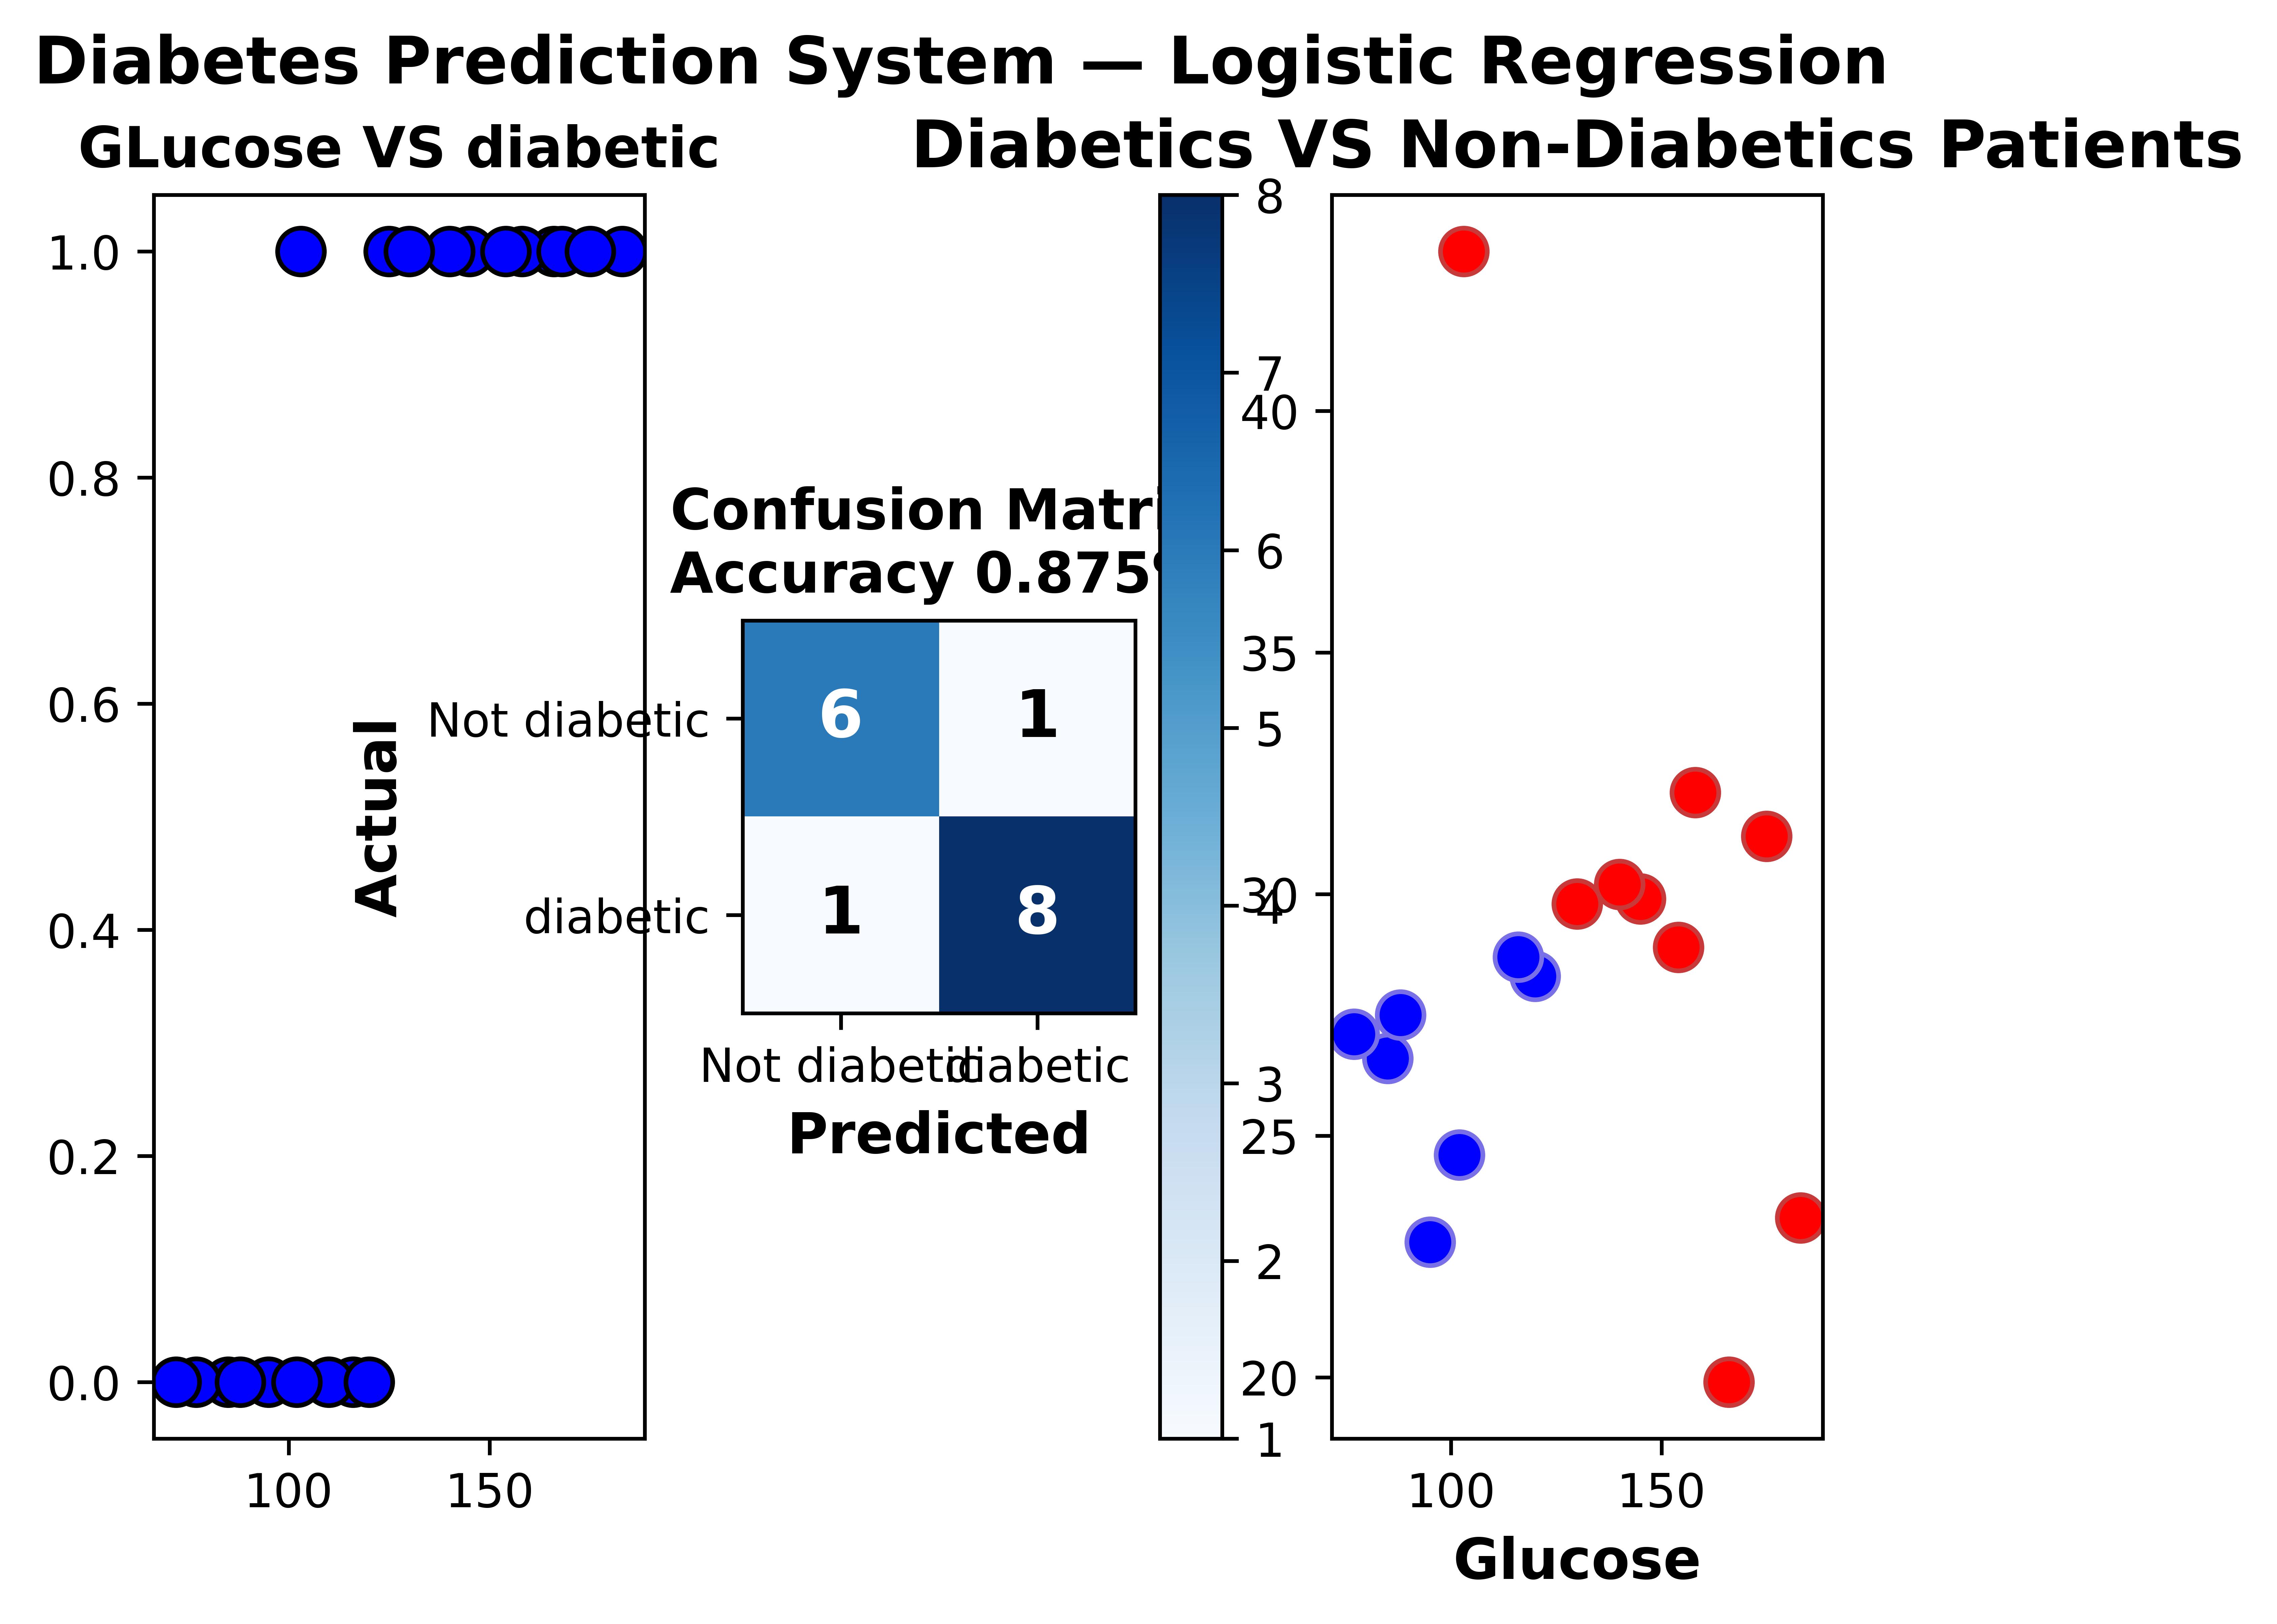 Diabetes Prediction System — Logistic Regression
GLucose VS diabetic
1.0
0.8
0.6
0.4
0.2
0.0
100
150
Confusion Matri
Accuracy 0.875
Actual
Not diabetic
diabetic
6
1
1
8
Not diabetic
diabetic
Predicted
8
7
6
5
4
3
2
1
Diabetics VS Non-Diabetics Patients
40
35
30
25
20
100
150
Glucose